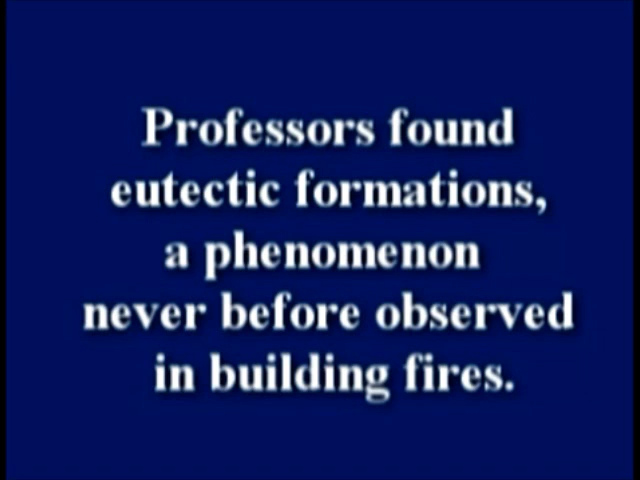 Professors found
eutectic formations,
a phenomenon
never before observed
in building fires.